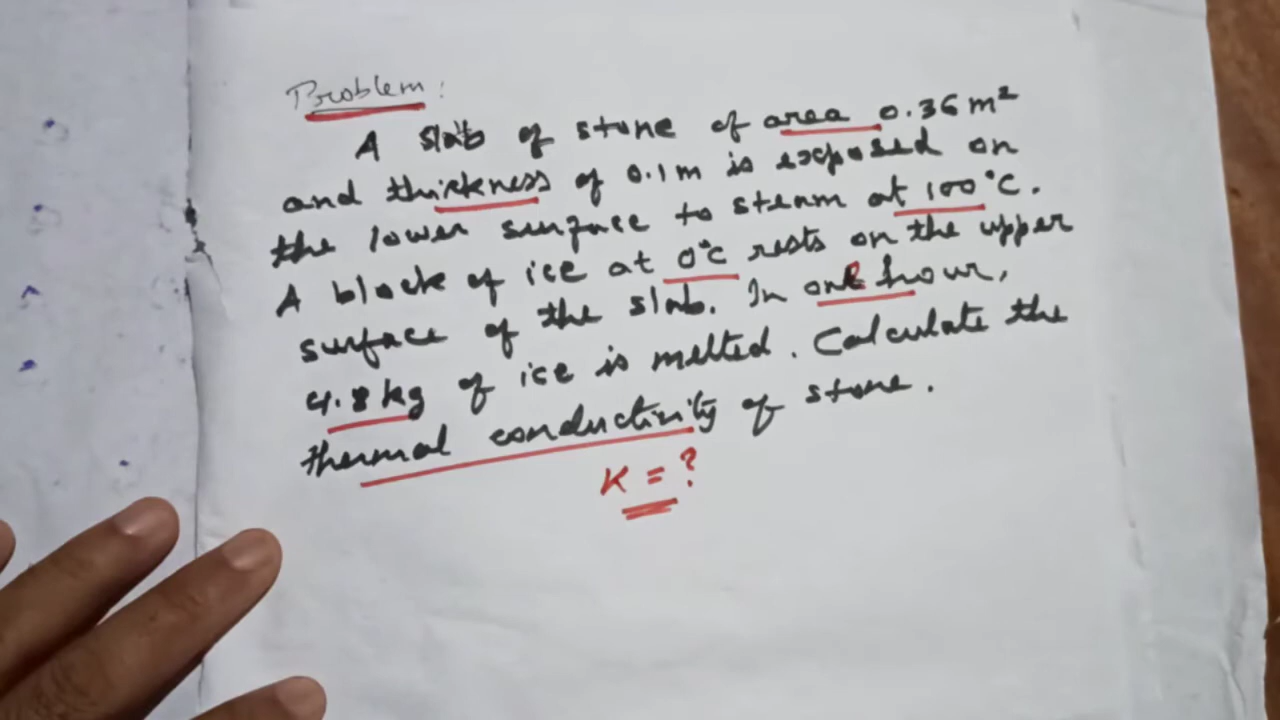 Problem:
A slab of stone of area 0.36 m²
and thickness of 0.1 m is exposed on
the lower surface to steam at 100°C.
A block of ice at 0°C rests on the upper
surface of the slab. In one hour,
4.8 kg of ice is melted. Calculate the
thermal conductivity of stone.
K = ?